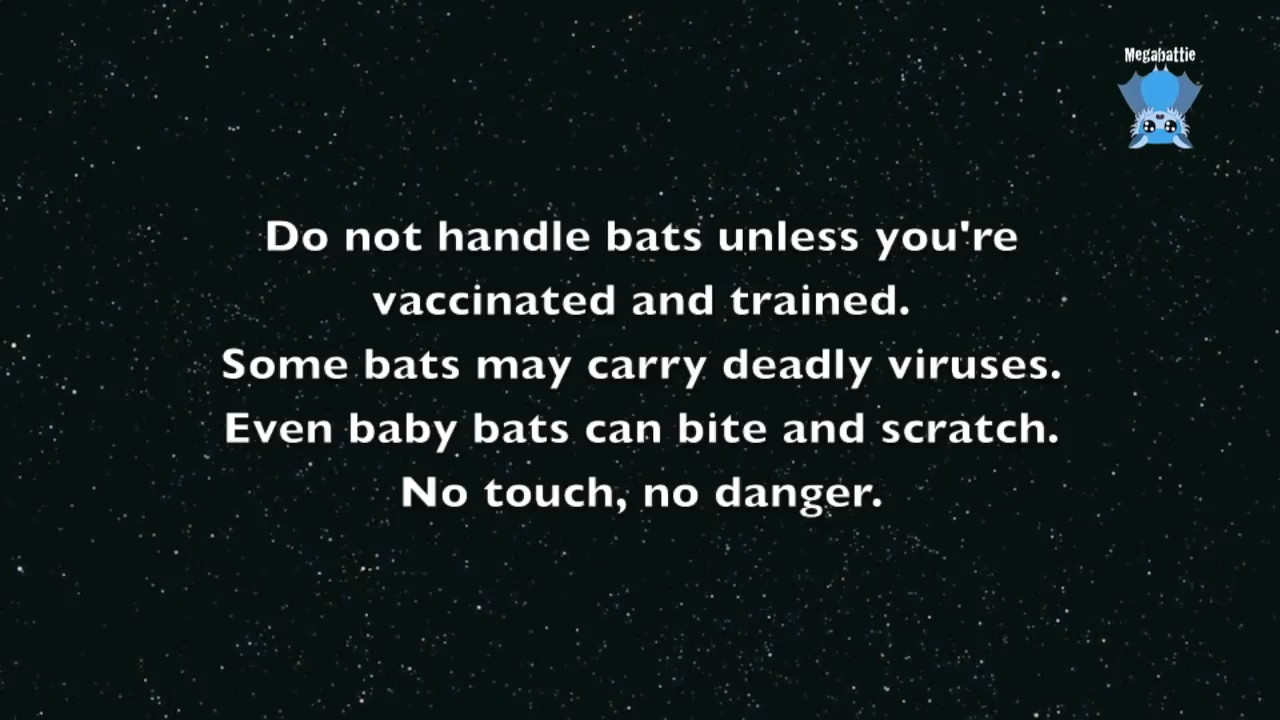 Megabattie
Do not handle bats unless you're
vaccinated and trained.
Some bats may carry deadly viruses.
Even baby bats can bite and scratch.
No touch, no danger.